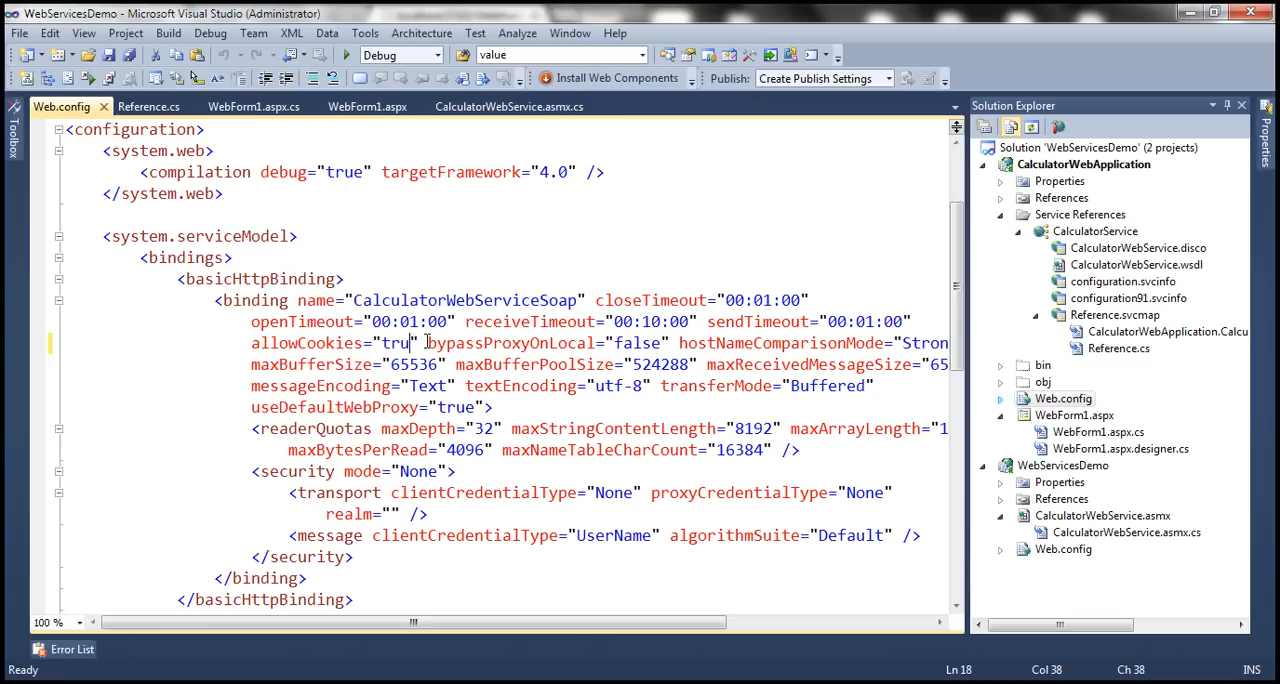 WebServicesDemo - Microsoft Visual Studio (Administrator)
File Edit View Project Build Debug Team XML Data Tools Architecture Test Analyze Window Help
Debug value
Install Web Components Publish: Create Publish Settings
Toolbox
Web.config Reference.cs WebForm1.aspx.cs WebForm1.aspx CalculatorWebService.asmx.cs
<configuration>
<system.web>
<compilation debug="true" targetFramework="4.0" />
</system.web>
<system.serviceModel>
<bindings>
<basicHttpBinding>
<binding name="CalculatorWebServiceSoap" closeTimeout="00:01:00"
openTimeout="00:01:00" receiveTimeout="00:10:00" sendTimeout="00:01:00"
allowCookies="tru" bypassProxyOnLocal="false" hostNameComparisonMode="Stron
maxBufferSize="65536" maxBufferPoolSize="524288" maxReceivedMessageSize="65
messageEncoding="Text" textEncoding="utf-8" transferMode="Buffered"
useDefaultWebProxy="true">
<readerQuotas maxDepth="32" maxStringContentLength="8192" maxArrayLength="1
maxBytesPerRead="4096" maxNameTableCharCount="16384" />
<security mode="None">
<transport clientCredentialType="None" proxyCredentialType="None"
realm="" />
<message clientCredentialType="UserName" algorithmSuite="Default" />
</security>
</binding>
</basicHttpBinding>
100 %
Solution Explorer
Solution 'WebServicesDemo' (2 projects)
CalculatorWebApplication
Properties
References
Service References
CalculatorService
CalculatorWebService.disco
CalculatorWebService.wsdl
configuration.svcinfo
configuration91.svcinfo
Reference.svcmap
CalculatorWebApplication.Calcu
Reference.cs
bin
obj
Web.config
WebForm1.aspx
WebForm1.aspx.cs
WebForm1.aspx.designer.cs
WebServicesDemo
Properties
References
CalculatorWebService.asmx
CalculatorWebService.asmx.cs
Web.config
Properties
Error List
Ready Ln 18 Col 38 Ch 38 INS